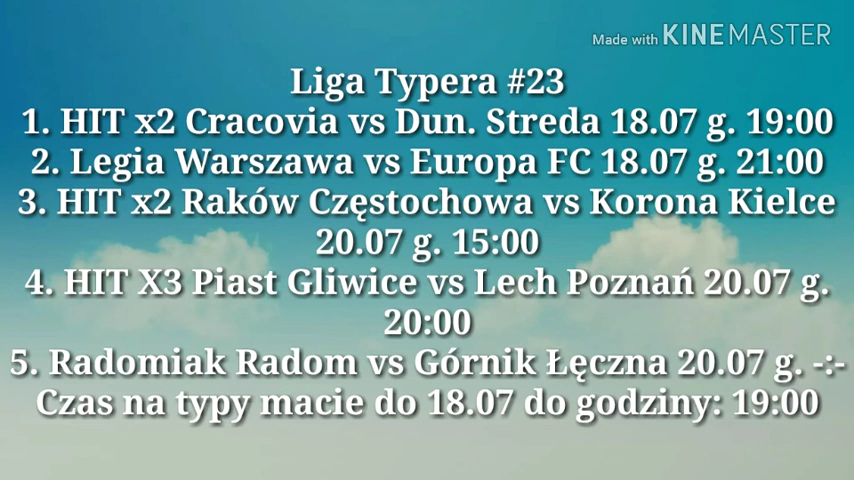 Made with KINEMASTER
Liga Typera #23
1. HIT x2 Cracovia vs Dun. Streda 18.07 g. 19:00
2. Legia Warszawa vs Europa FC 18.07 g. 21:00
3. HIT x2 Raków Częstochowa vs Korona Kielce
20.07 g. 15:00
4. HIT X3 Piast Gliwice vs Lech Poznań 20.07 g.
20:00
5. Radomiak Radom vs Górnik Łęczna 20.07 g. -:-
Czas na typy macie do 18.07 do godziny: 19:00